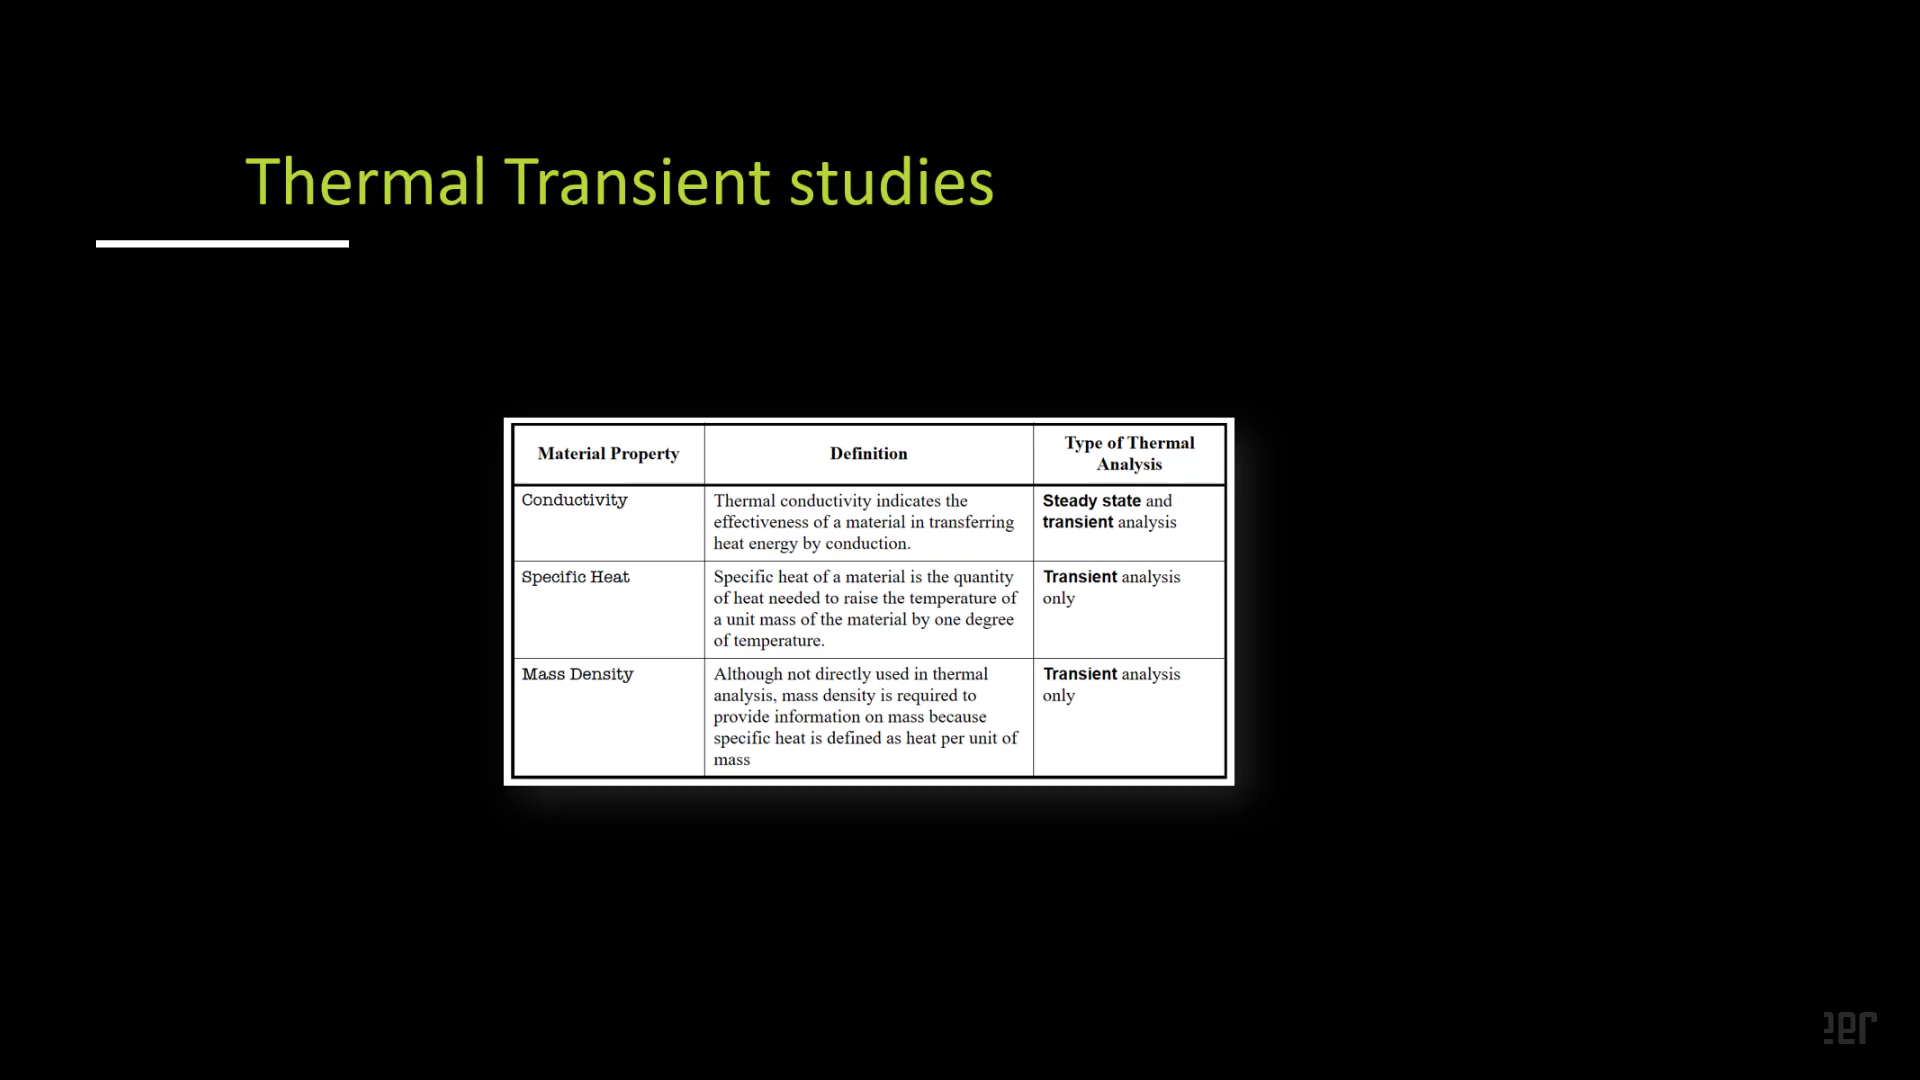 Thermal Transient studies
Material Property
Definition
Type of Thermal
Analysis
Conductivity
Thermal conductivity indicates the
effectiveness of a material in transferring
heat energy by conduction.
Steady state and
transient analysis
Specific Heat
Specific heat of a material is the quantity
of heat needed to raise the temperature of
a unit mass of the material by one degree
of temperature.
Transient analysis
only
Mass Density
Although not directly used in thermal
analysis, mass density is required to
provide information on mass because
specific heat is defined as heat per unit of
mass
Transient analysis
only